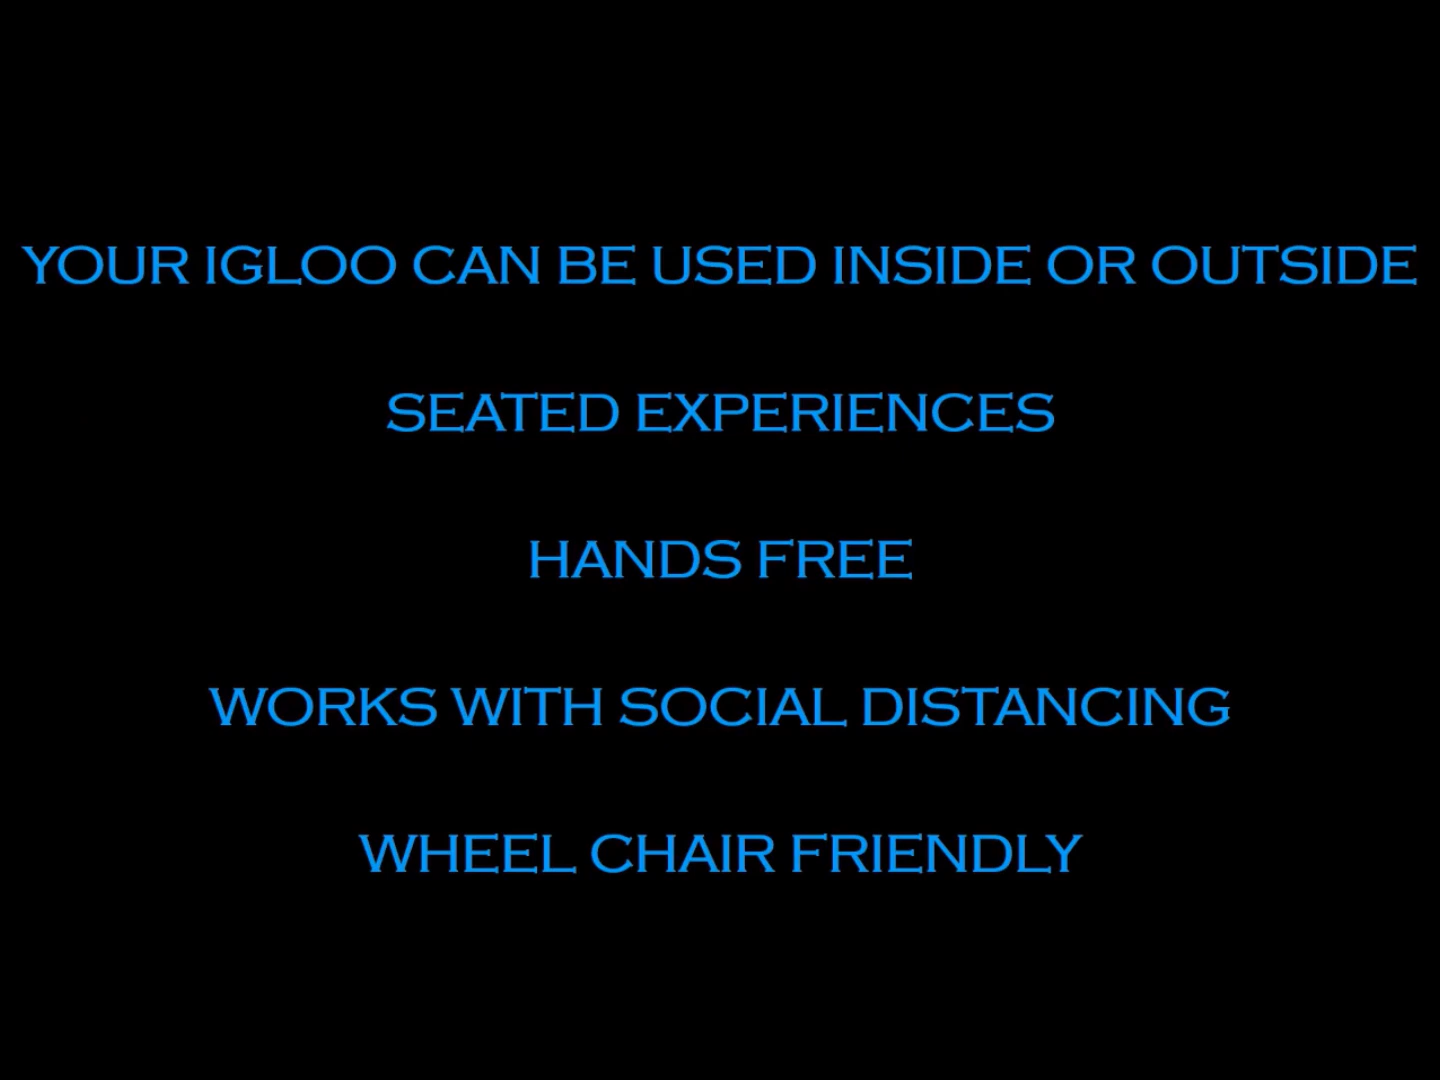 YOUR IGLOO CAN BE USED INSIDE OR OUTSIDE
SEATED EXPERIENCES
HANDS FREE
WORKS WITH SOCIAL DISTANCING
WHEEL CHAIR FRIENDLY